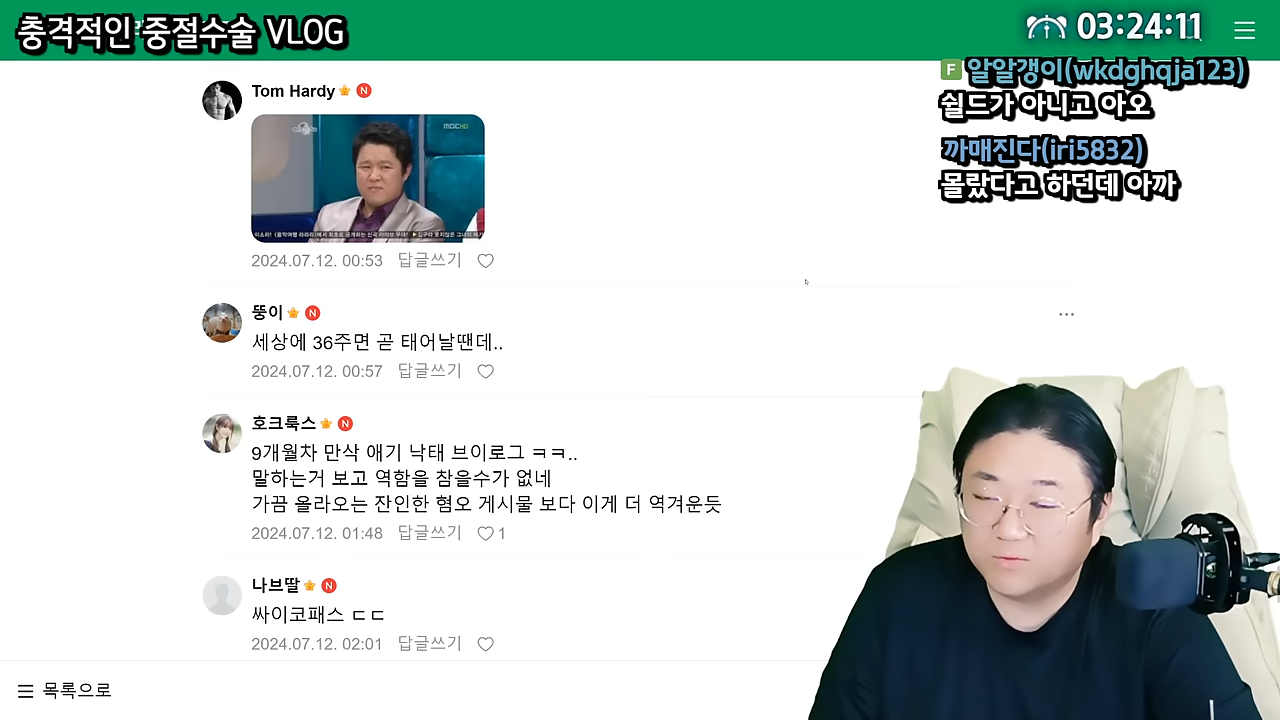 충격적인 중절수술 VLOG
03:24:11
F 알알갱이(wkdghqja123)
쉴드가 아니고 아오
까매진다(iri5832)
몰랐다고 하던데 아까
Tom Hardy N
MBC HD
2024.07.12. 00:53 답글쓰기
뚱이 N
세상에 36주면 곧 태어날땐데..
2024.07.12. 00:57 답글쓰기
호크룩스 N
9개월차 만삭 애기 낙태 브이로그 ㅋㅋ..
말하는거 보고 역함을 참을수가 없네
가끔 올라오는 잔인한 혐오 게시물 보다 이게 더 역겨운듯
2024.07.12. 01:48 답글쓰기 1
나브딸 N
싸이코패스 ㄷㄷ
2024.07.12. 02:01 답글쓰기
목록으로